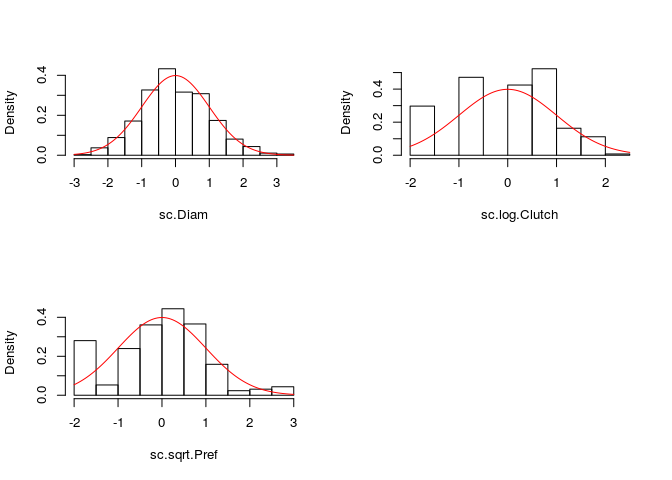 Density
0.0 0.2 0.4
-3 -2 -1 0 1 2 3
sc.Diam
Density
0.0 0.2 0.4
-2 -1 0 1 2
sc.log.Clutch
Density
0.0 0.2 0.4
-2 -1 0 1 2 3
sc.sqrt.Pref